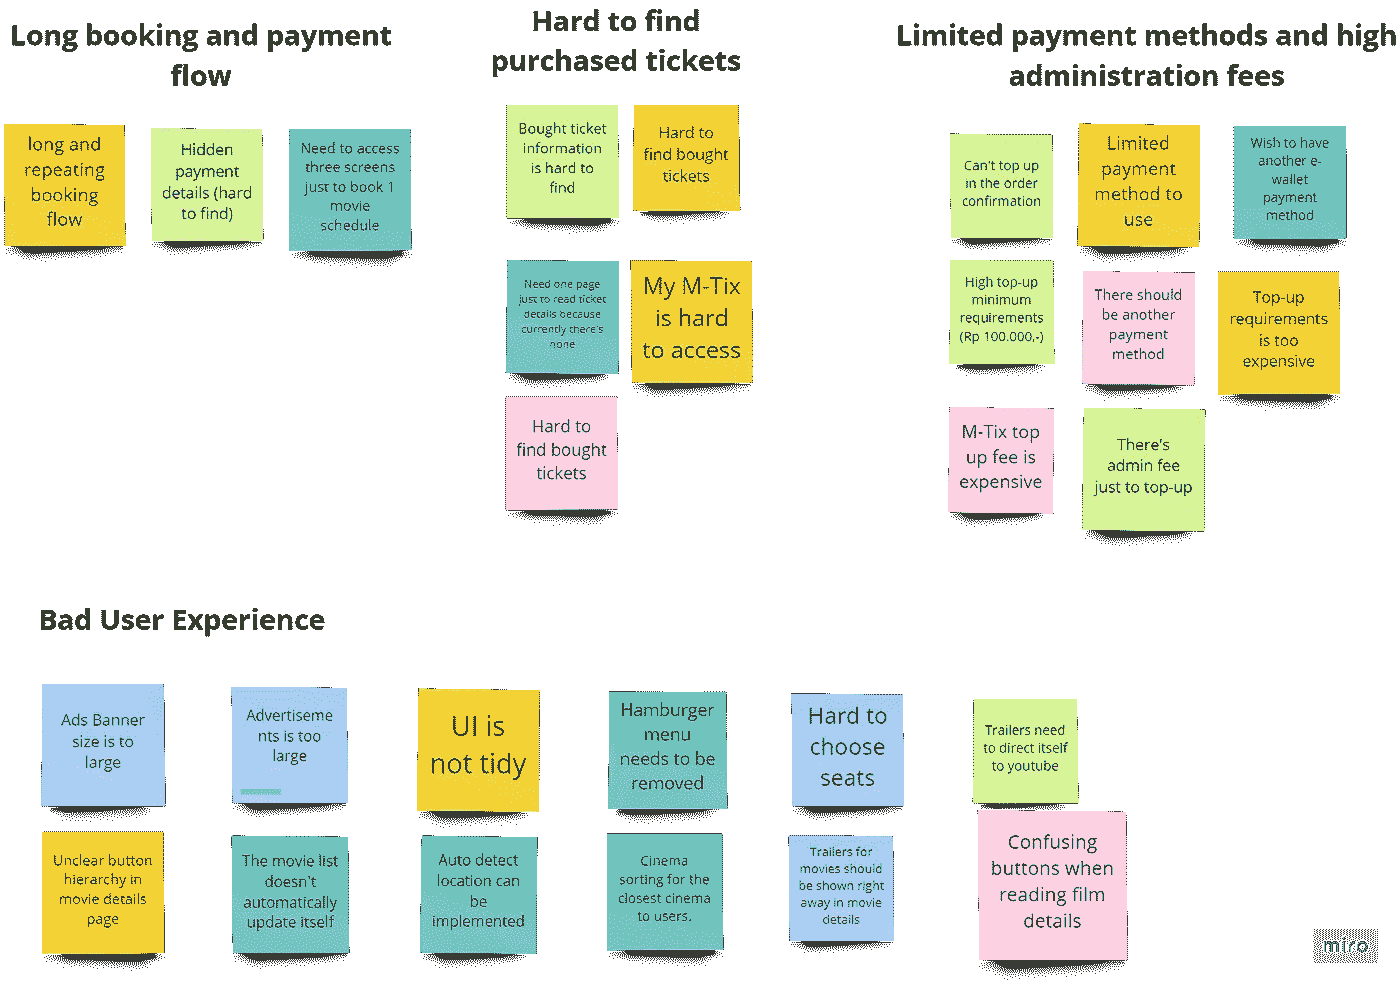 Long booking and payment
flow
long and
repeating
booking
flow
Hidden
payment
details (hard
to find)
Need to access
three screens
just to book 1
movie
schedule
Hard to find
purchased tickets
Bought ticket
information
is hard to
find
Hard to
find bought
tickets
Need one page
just to read ticket
details because
currently there's
none
My M-Tix
is hard
to access
Hard to
find bought
tickets
Limited payment methods and high
administration fees
Can't top up
in the order
confirmation
Limited
payment
method to
use
Wish to have
another e-
wallet
payment
method
High top-up
minimum
requirements
(Rp 100.000,-)
There should
be another
payment
method
Top-up
requirements
is too
expensive
M-Tix top
up fee is
expensive
There's
admin fee
just to top-up
Bad User Experience
Ads Banner
size is to
large
Advertiseme
nts is too
large
UI is
not tidy
Hamburger
menu
needs to be
removed
Hard to
choose
seats
Trailers need
to direct itself
to youtube
Unclear button
hierarchy in
movie details
page
The movie list
doesn't
automatically
update itself
Auto detect
location can
be
implemented
Cinema
sorting for the
closest cinema
to users.
Trailers for
movies should
be shown right
away in movie
details
Confusing
buttons when
reading film
details
miro